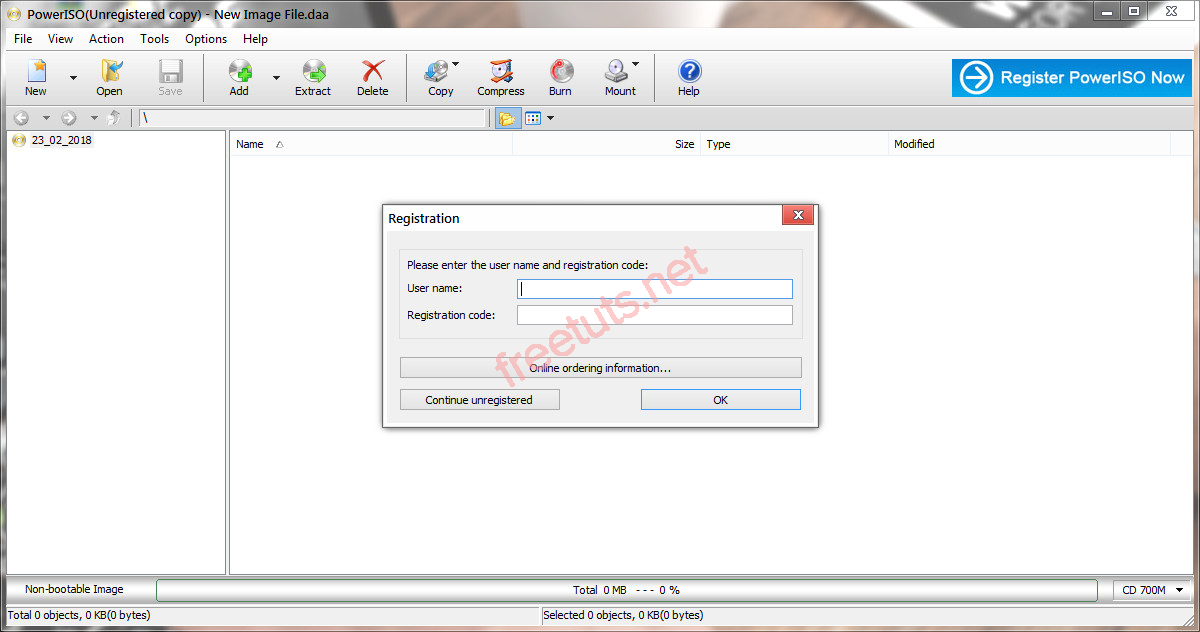 PowerISO(Unregistered copy) - New Image File.daa
File View Action Tools Options Help
New Open Save Add Extract Delete Copy Compress Burn Mount Help
Register PowerISO Now
\
23_02_2018
Name Size Type Modified
Registration
Please enter the user name and registration code:
User name:
Registration code:
freetuts.net
Online ordering information...
Continue unregistered OK
Non-bootable Image Total 0 MB --- 0 % CD 700M
Total 0 objects, 0 KB(0 bytes) Selected 0 objects, 0 KB(0 bytes)